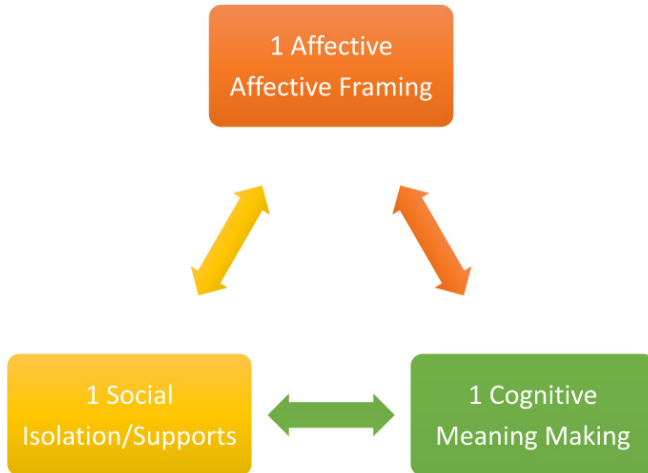 1 Affective
Affective Framing
1 Social
Isolation/Supports
1 Cognitive
Meaning Making